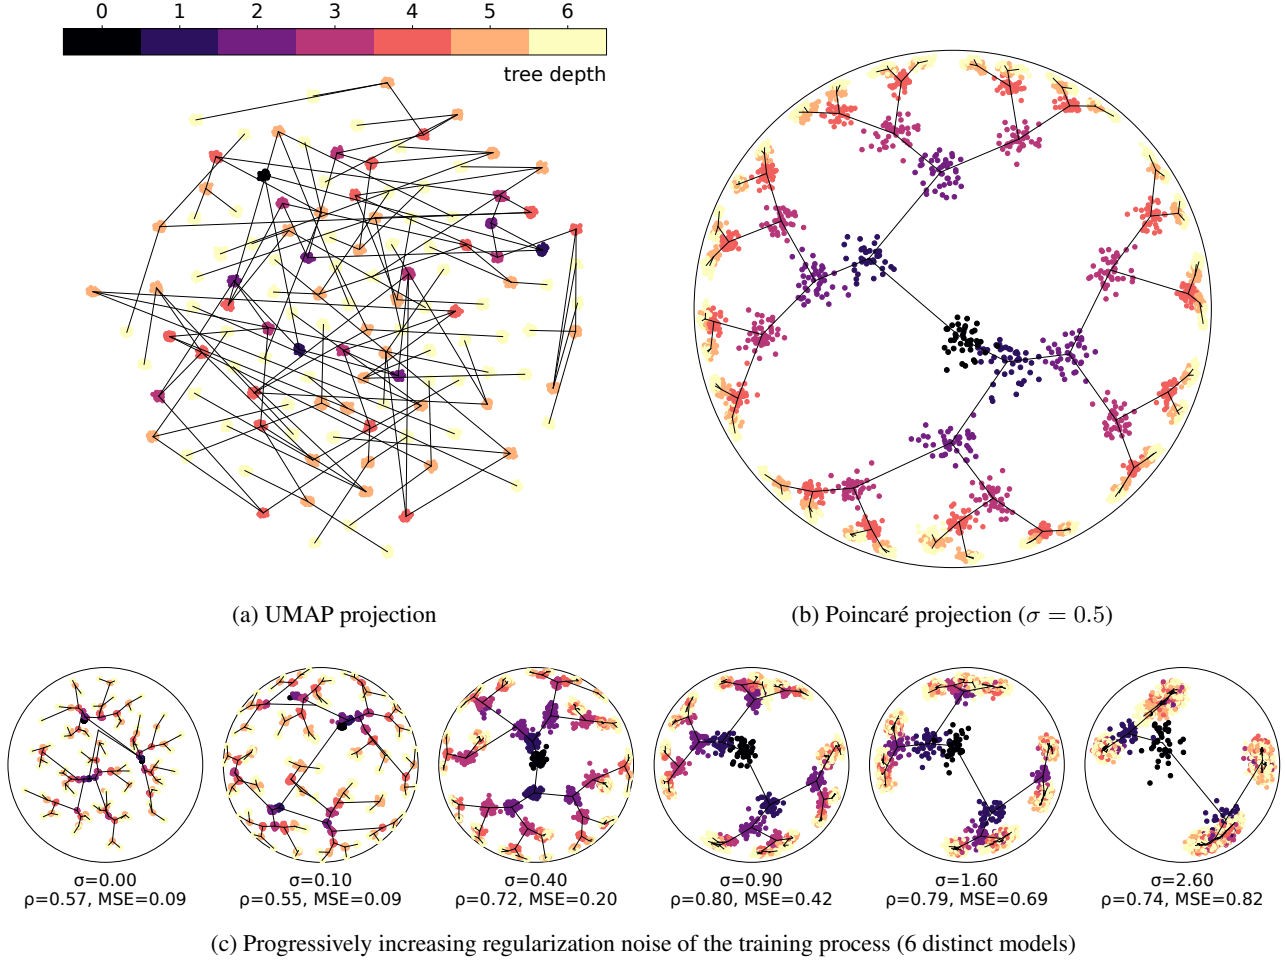 0 1 2 3 4 5 6
tree depth
(a) UMAP projection
(b) Poincaré projection (σ = 0.5)
σ=0.00
ρ=0.57, MSE=0.09
σ=0.10
ρ=0.55, MSE=0.09
σ=0.40
ρ=0.72, MSE=0.20
σ=0.90
ρ=0.80, MSE=0.42
σ=1.60
ρ=0.79, MSE=0.69
σ=2.60
ρ=0.74, MSE=0.82
(c) Progressively increasing regularization noise of the training process (6 distinct models)